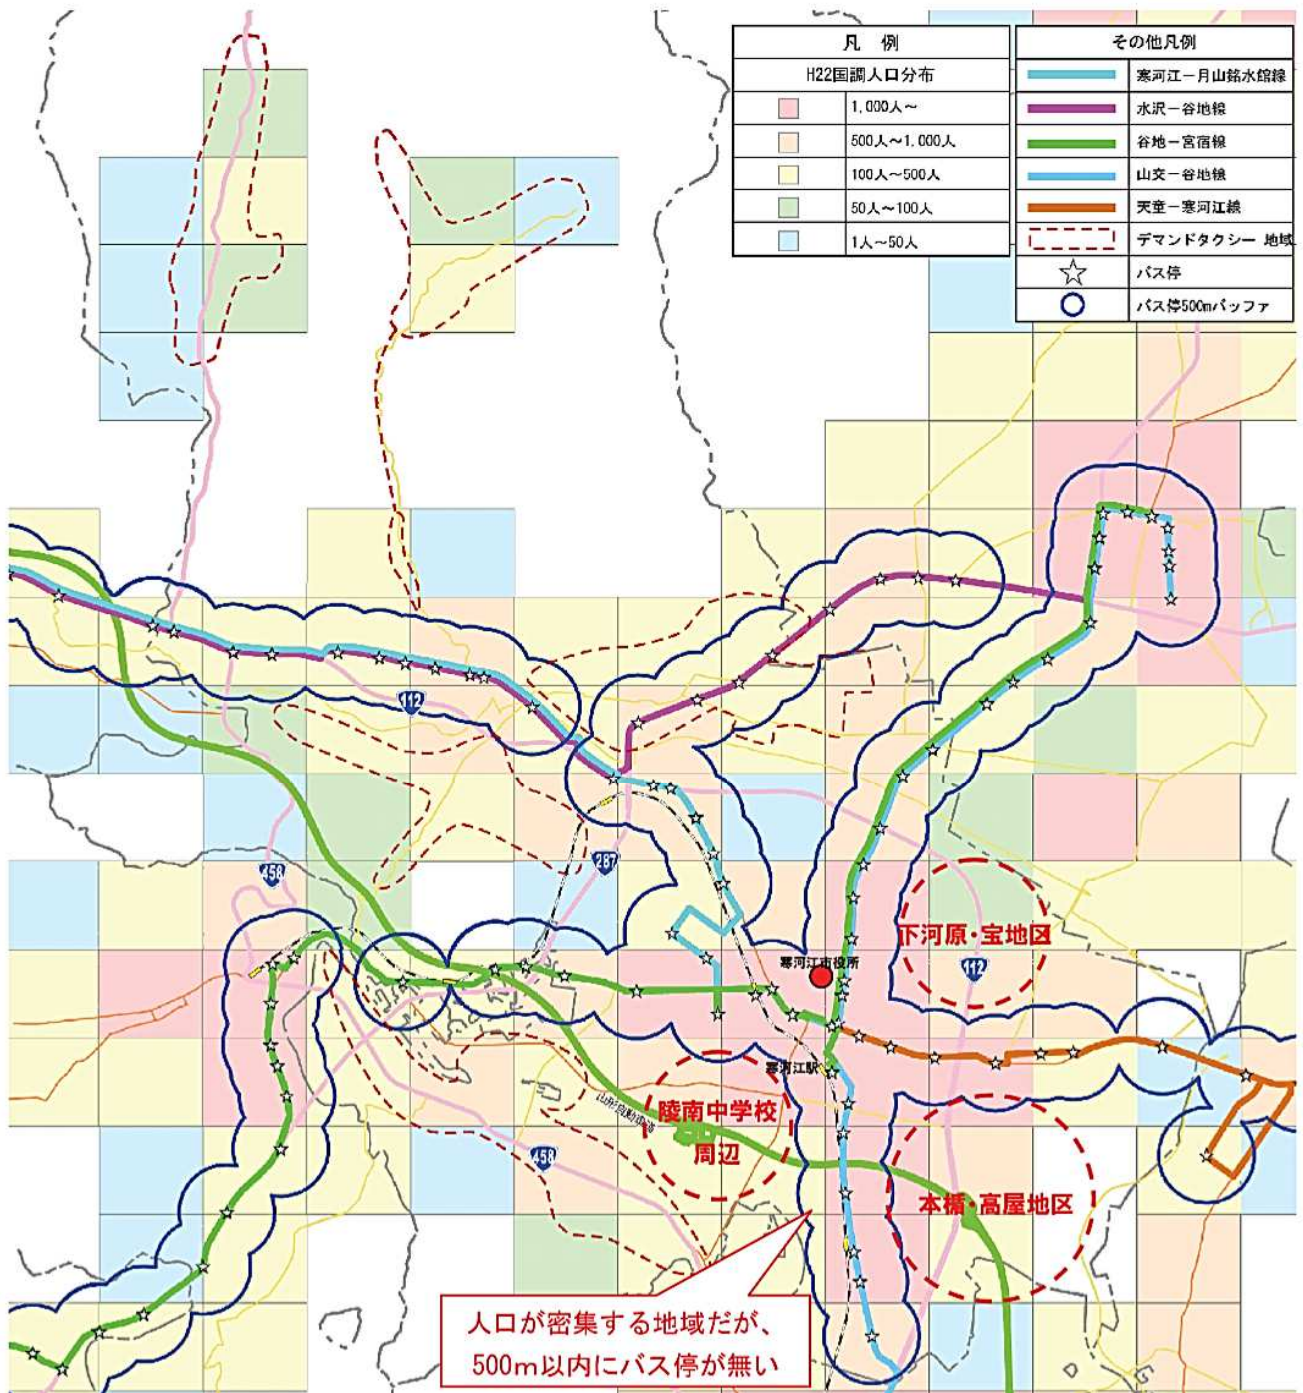 凡 例
H22国調人口分布
1,000人~
500人~1,000人
100人~500人
50人~100人
1人~50人
その他凡例
寒河江-月山銘水館線
水沢-谷地線
谷地-宮宿線
山交-谷地線
天童-寒河江線
デマンドタクシー 地域
バス停
バス停500mバッファ
112
458
287
下河原・宝地区
寒河江市役所
112
寒河江駅
山形自動車道
陵南中学校
周辺
458
本楯・高屋地区
人口が密集する地域だが、
500m以内にバス停が無い